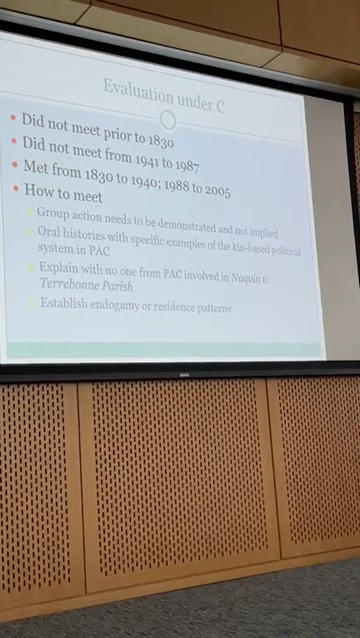 Evaluation under C
• Did not meet prior to 1830
• Did not meet from 1941 to 1987
• Met from 1830 to 1940; 1988 to 2005
• How to meet
Group action needs to be demonstrated and not implied
Oral histories with specific examples of the kin-based political
system in PAC
Explain with no one from PAC involved in Naquin v.
Terrebonne Parish
Establish endogamy or residence patterns